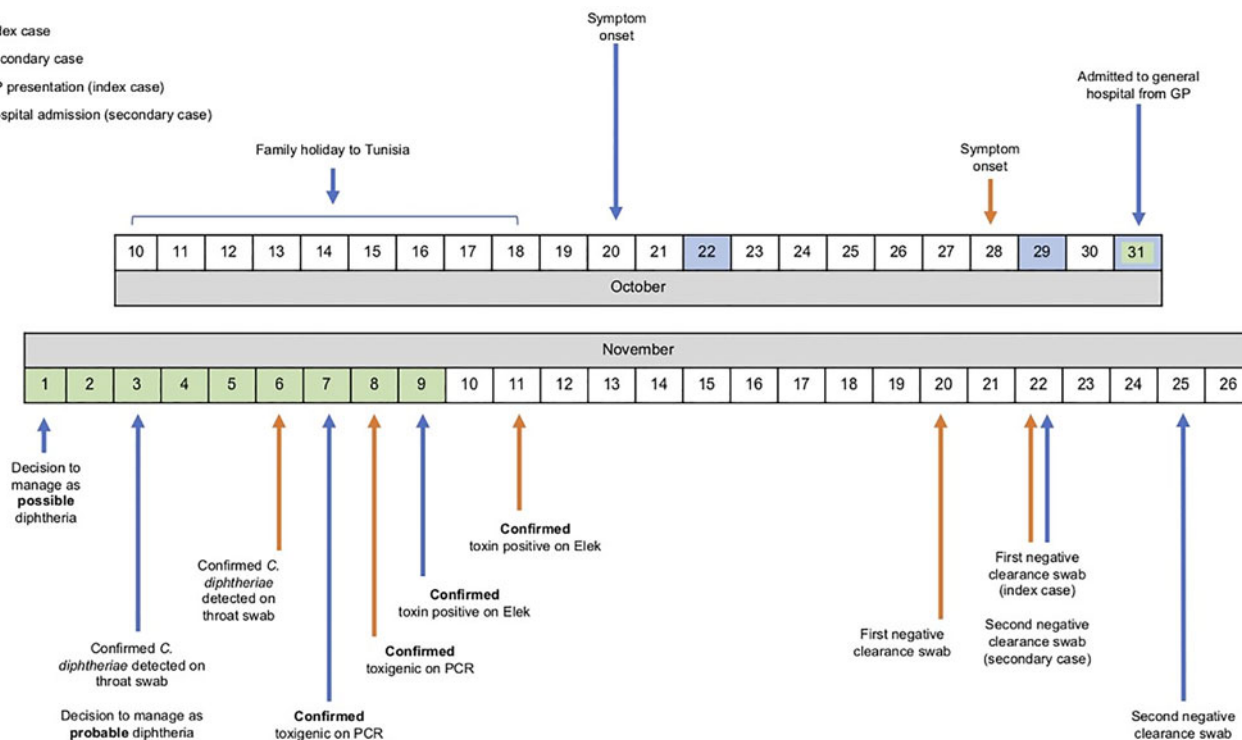 dex case
condary case
P presentation (index case)
spital admission (secondary case)
Symptom
onset
Admitted to general
hospital from GP
Family holiday to Tunisia
Symptom
onset
10 11 12 13 14 15 16 17 18 19 20 21 22 23 24 25 26 27 28 29 30 31
October
November
1 2 3 4 5 6 7 8 9 10 11 12 13 14 15 16 17 18 19 20 21 22 23 24 25 26
Decision to
manage as
possible
diphtheria
Confirmed C.
diphtheriae detected on
throat swab
Decision to manage as
probable diphtheria
Confirmed C.
diphtheriae
detected on
throat swab
Confirmed
toxigenic on PCR
Confirmed
toxigenic on PCR
Confirmed
toxin positive on Elek
Confirmed
toxin positive on Elek
First negative
clearance swab
First negative
clearance swab
(index case)
Second negative
clearance swab
(secondary case)
Second negative
clearance swab